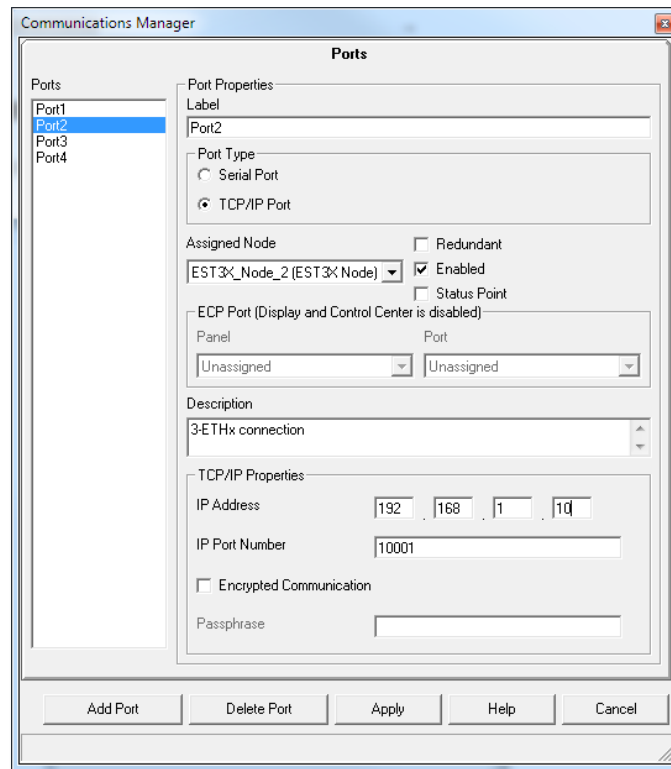 Communications Manager
Ports
Ports
Port1
Port2
Port3
Port4
Port Properties
Label
Port2
Port Type
Serial Port
TCP/IP Port
Assigned Node
EST3X_Node_2 (EST3X Node)
Redundant
Enabled
Status Point
ECP Port (Display and Control Center is disabled)
Panel Port
Unassigned Unassigned
Description
3-ETHx connection
TCP/IP Properties
IP Address 192 . 168 . 1 . 10
IP Port Number 10001
Encrypted Communication
Passphrase
Add Port Delete Port Apply Help Cancel